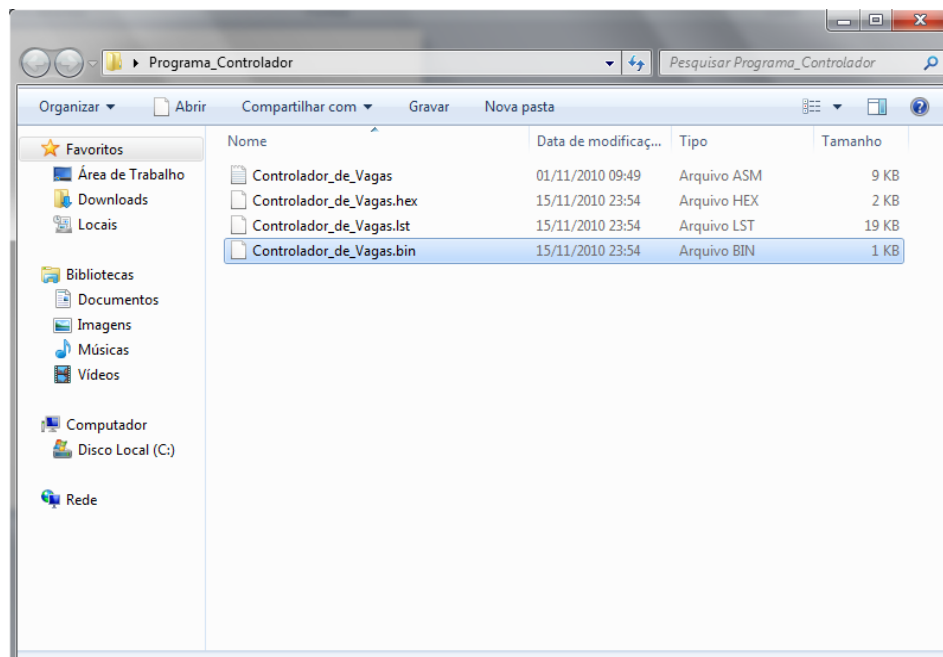 Programa_Controlador
Pesquisar Programa_Controlador
Organizar Abrir Compartilhar com Gravar Nova pasta
Favoritos
Área de Trabalho
Downloads
Locais
Bibliotecas
Documentos
Imagens
Músicas
Vídeos
Computador
Disco Local (C:)
Rede
Nome Data de modificaç... Tipo Tamanho
Controlador_de_Vagas 01/11/2010 09:49 Arquivo ASM 9 KB
Controlador_de_Vagas.hex 15/11/2010 23:54 Arquivo HEX 2 KB
Controlador_de_Vagas.lst 15/11/2010 23:54 Arquivo LST 19 KB
Controlador_de_Vagas.bin 15/11/2010 23:54 Arquivo BIN 1 KB